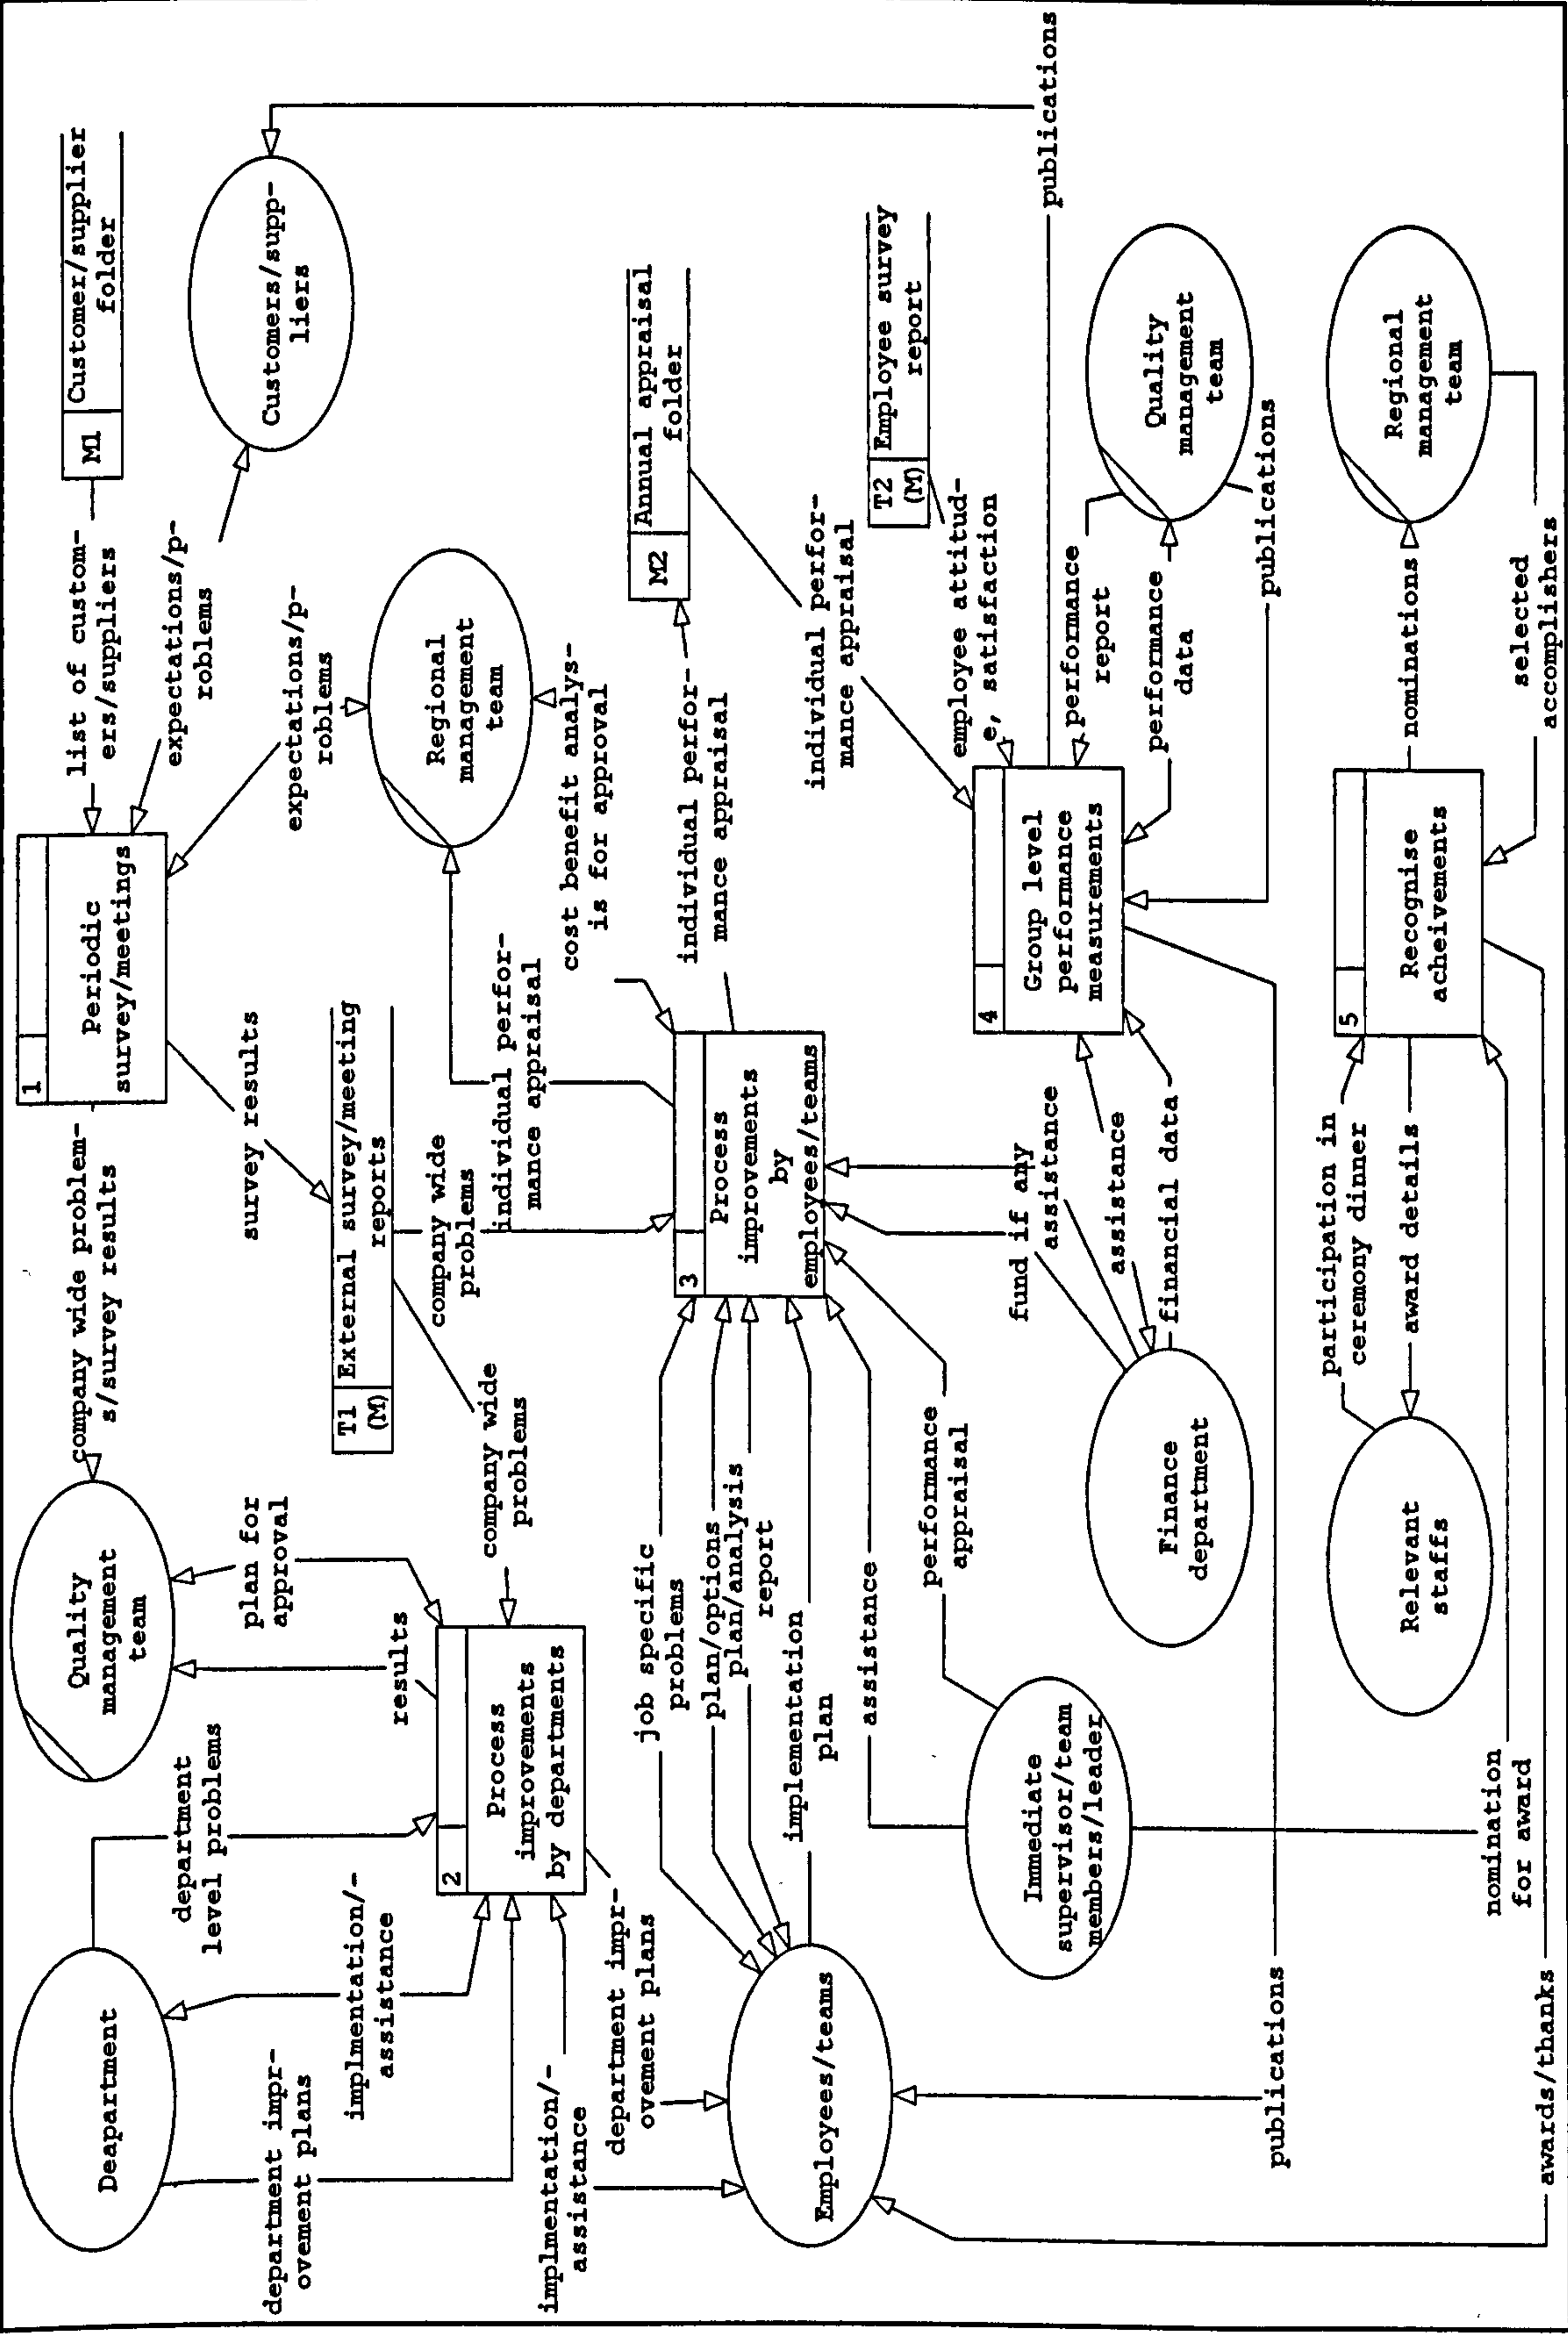 Deapartment
department
level problems
Quality
management
team
company wide problem-
s/survey results
1
Periodic
survey/meetings
list of custom-
ers/suppliers
M1
Customer/supplier
folder
department impr-
ovement plans
implmentation/-
assistance
results
plan for
approval
survey results
expectations/p-
roblems
Customers/supp-
liers
expectations/p-
roblems
T1
(M)
External survey/meeting
reports
2
Process
improvements
by departments
company wide
problems
company wide
problems
individual perfor-
mance appraisal
Regional
management
team
cost benefit analys-
is for approval
implmentation/-
assistance
department impr-
ovement plans
job specific
problems
plan/options
plan/analysis
report
implementation
plan
3
Process
improvements
by
employees/teams
individual perfor-
mance appraisal
M2
Annual appraisal
folder
Employees/teams
assistance
performance
appraisal
individual perfor-
mance appraisal
T2
(M)
Employee survey
report
employee attitud-
e, satisfaction
Immediate
supervisor/team
members/leader
fund if any
assistance
4
Group level
performance
measurements
publications
performance
report
performance
data
Quality
management
team
Finance
department
assistance
financial data
publications
publications
Relevant
staffs
participation in
ceremony dinner
award details
5
Recognise
acheivements
nominations
Regional
management
team
nomination
for award
selected
accomplishers
awards/thanks